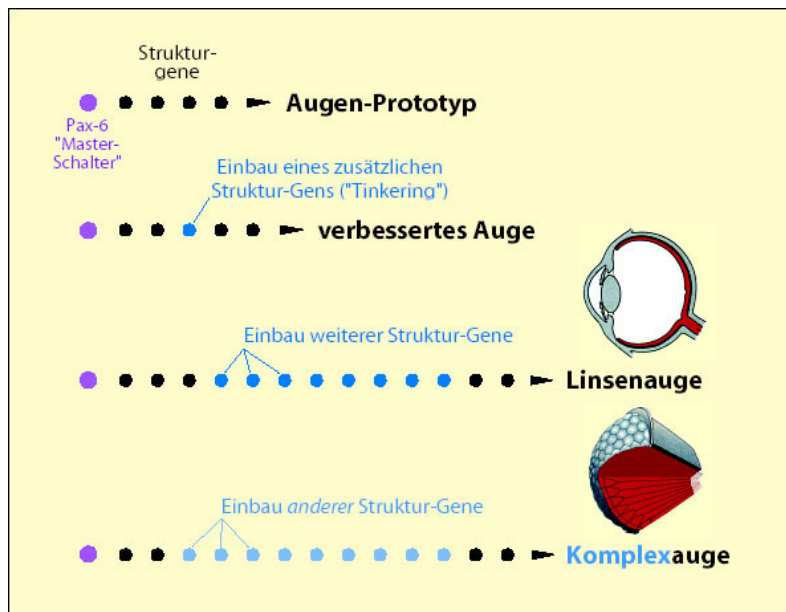 Struktur-
gene
Augen-Prototyp
Pax-6
"Master-
Schalter"
Einbau eines zusätzlichen
Struktur-Gens ("Tinkering")
verbessertes Auge
Einbau weiterer Struktur-Gene
Linsenauge
Einbau anderer Struktur-Gene
Komplexauge